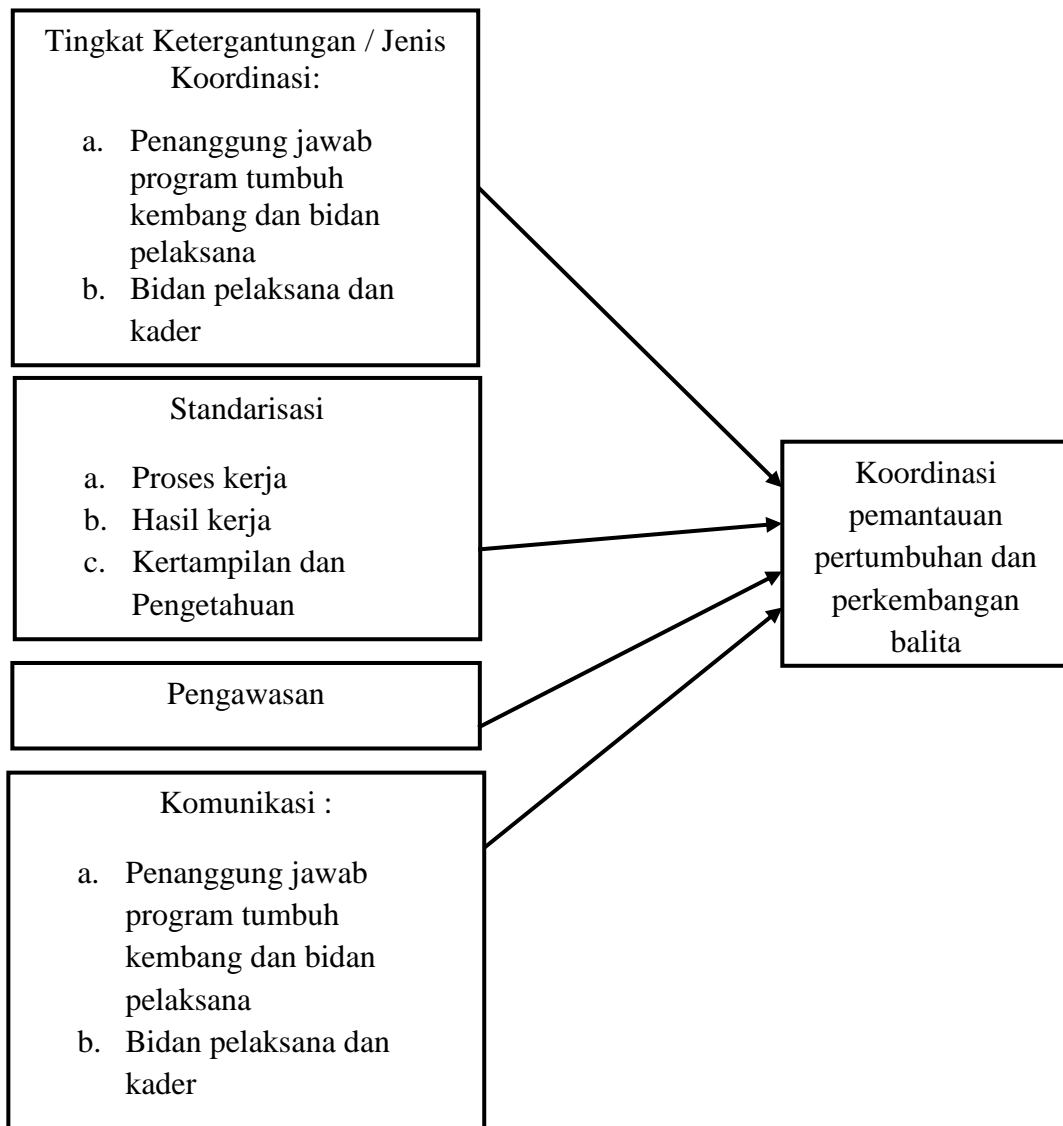 Tingkat Ketergantungan / Jenis
Koordinasi:
a. Penanggung jawab
program tumbuh
kembang dan bidan
pelaksana
b. Bidan pelaksana dan
kader
Standarisasi
a. Proses kerja
b. Hasil kerja
c. Kertampilan dan
Pengetahuan
Pengawasan
Komunikasi :
a. Penanggung jawab
program tumbuh
kembang dan bidan
pelaksana
b. Bidan pelaksana dan
kader
Koordinasi
pemantauan
pertumbuhan dan
perkembangan
balita